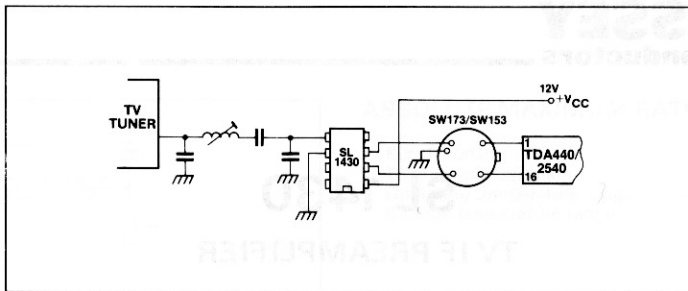 TV
TUNER
SL
1430
SW173/SW153
12V
+VCC
1
TDA440/
2540
16